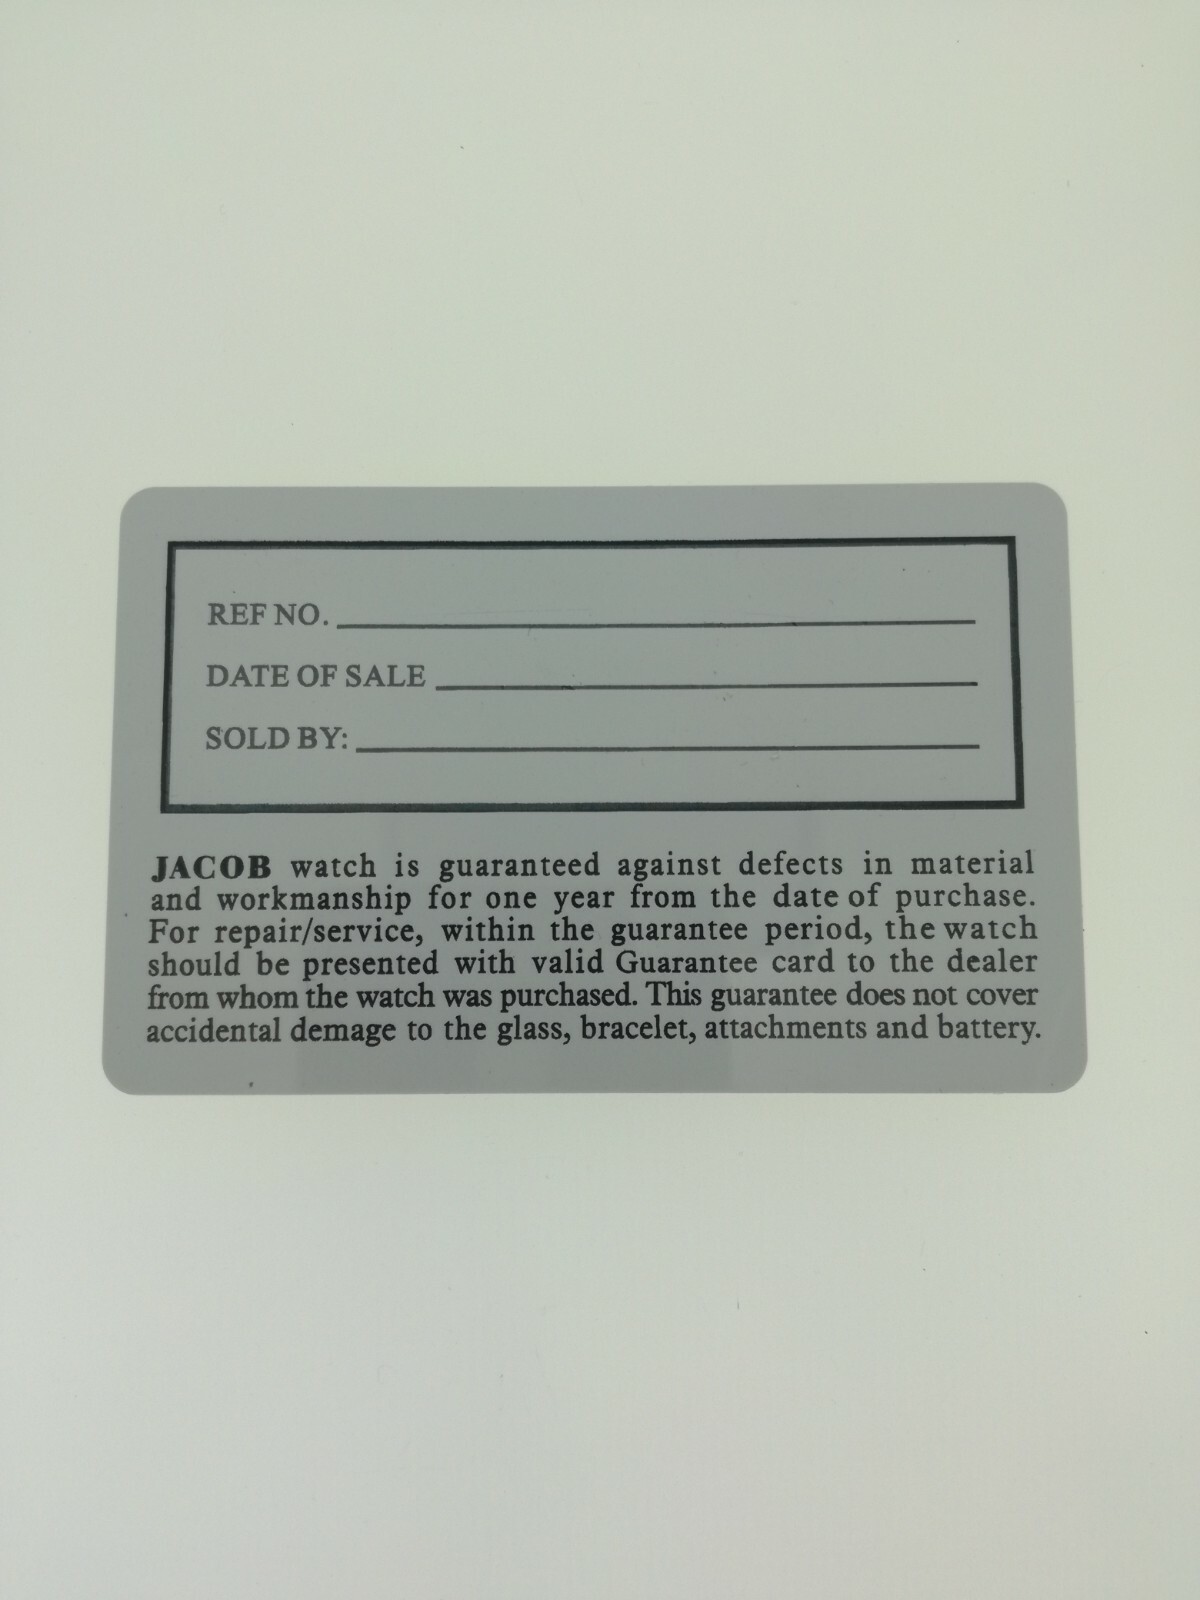 REF NO.
DATE OF SALE
SOLD BY:
JACOB watch is guaranteed against defects in material
and workmanship for one year from the date of purchase.
For repair/service, within the guarantee period, the watch
should be presented with valid Guarantee card to the dealer
from whom the watch was purchased. This guarantee does not cover
accidental demage to the glass, bracelet, attachments and battery.